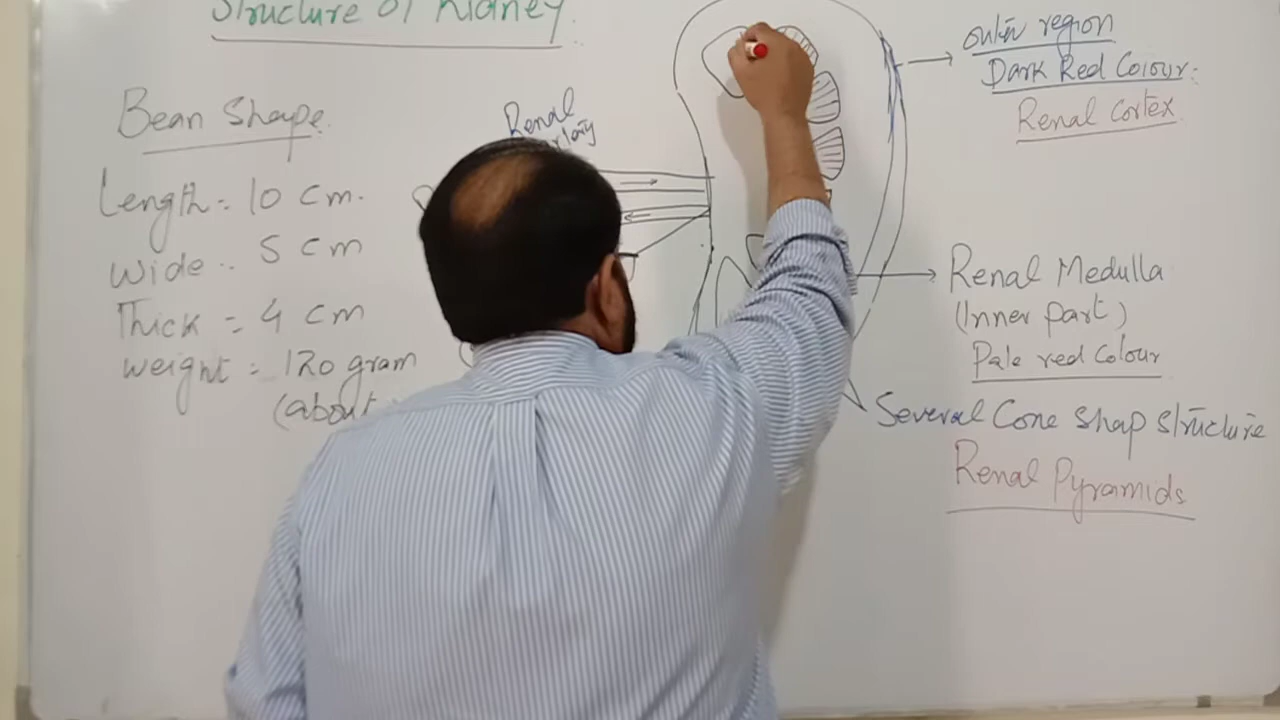 Structure of Kidney.
Bean Shape.
Length = 10 cm.
Wide .. 5 cm
Thick = 4 cm
Weight = 120 gram
(about
Renal
outer region
Dark Red Colour.
Renal Cortex
Renal Medulla
(Inner part)
Pale red Colour
Several Cone Shap structure
Renal Pyramids